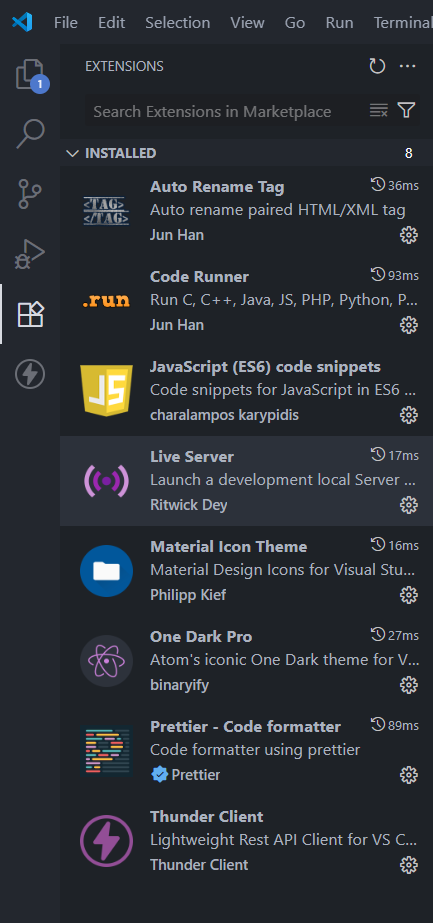 File Edit Selection View Go Run Terminal
EXTENSIONS
1
Search Extensions in Marketplace
INSTALLED 8
<TAG>
</TAG>
Auto Rename Tag 36ms
Auto rename paired HTML/XML tag
Jun Han
.run
Code Runner 93ms
Run C, C++, Java, JS, PHP, Python, P...
Jun Han
JS
JavaScript (ES6) code snippets
Code snippets for JavaScript in ES6 ...
charalampos karypidis
Live Server 17ms
Launch a development local Server ...
Ritwick Dey
Material Icon Theme 16ms
Material Design Icons for Visual Stu...
Philipp Kief
One Dark Pro 27ms
Atom's iconic One Dark theme for V...
binaryify
Prettier - Code formatter 89ms
Code formatter using prettier
Prettier
Thunder Client
Lightweight Rest API Client for VS C...
Thunder Client